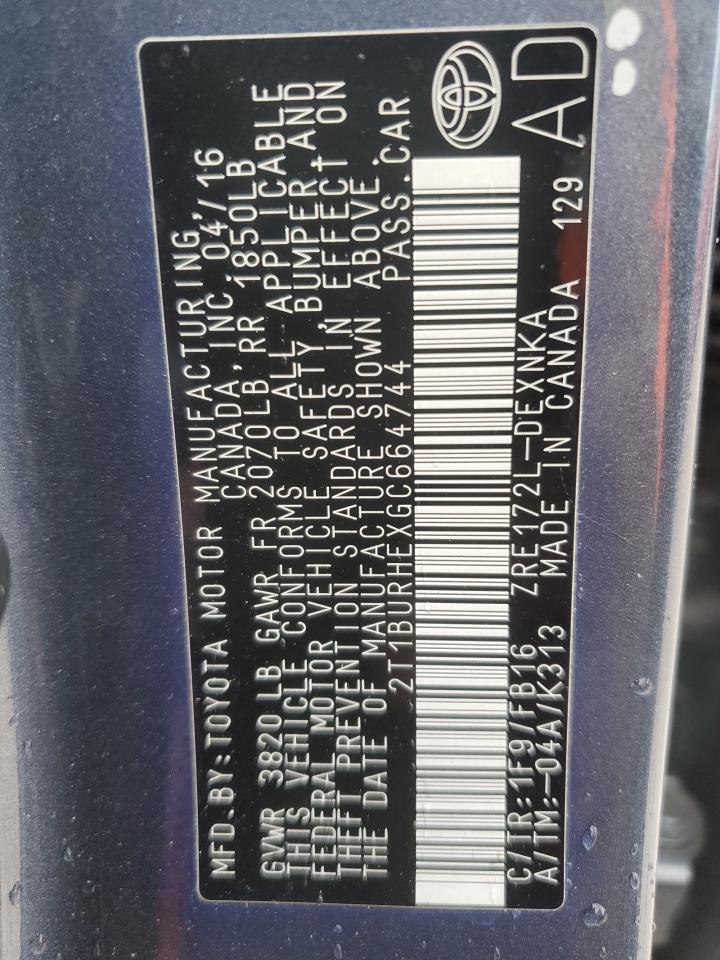 MFD.BY:TOYOTA MOTOR MANUFACTURING,
CANADA, INC 04/16
GVWR 3820LB GAWR FR 2070LB, RR 1850LB
THIS VEHICLE CONFORMS TO ALL APPLICABLE
FEDERAL MOTOR VEHICLE SAFETY, BUMPER, AND
THEFT PREVENTION STANDARDS IN EFFECT ON
THE DATE OF MANUFACTURE SHOWN ABOVE.
2T1BURHEXGC664744 PASS.CAR
C/TR:1F9/FB16 ZRE172L-DEXNKA
A/TM:-04A/K313 MADE IN CANADA 129
AD